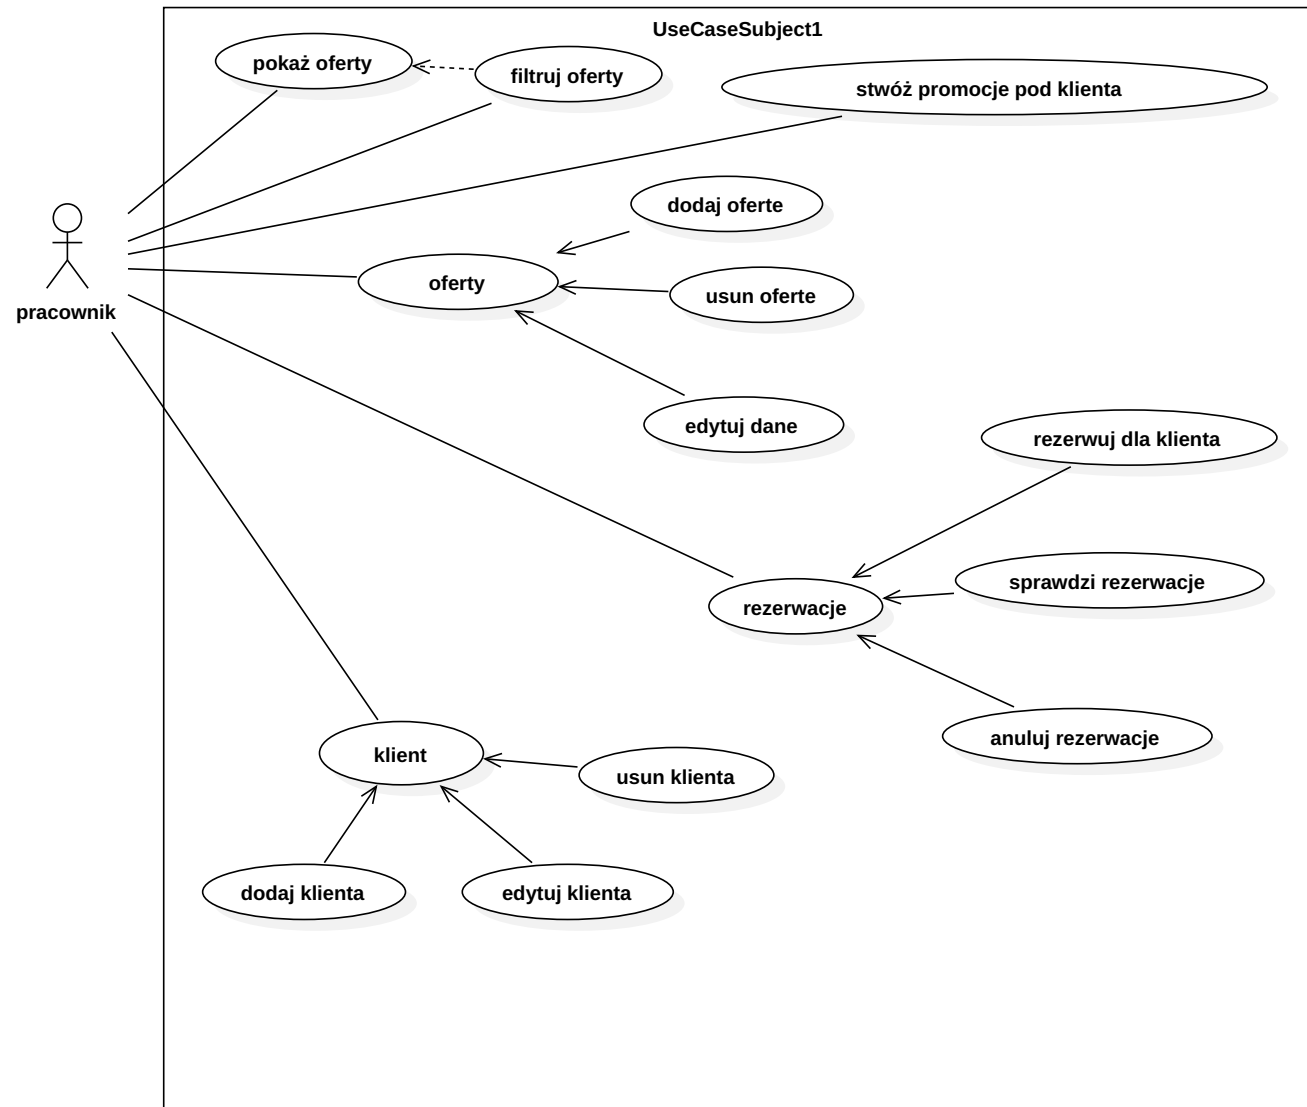 UseCaseSubject1
pokaż oferty
filtruj oferty
stwóż promocje pod klienta
dodaj oferte
oferty
usun oferte
pracownik
edytuj dane
rezerwuj dla klienta
sprawdzi rezerwacje
rezerwacje
anuluj rezerwacje
klient
usun klienta
dodaj klienta
edytuj klienta